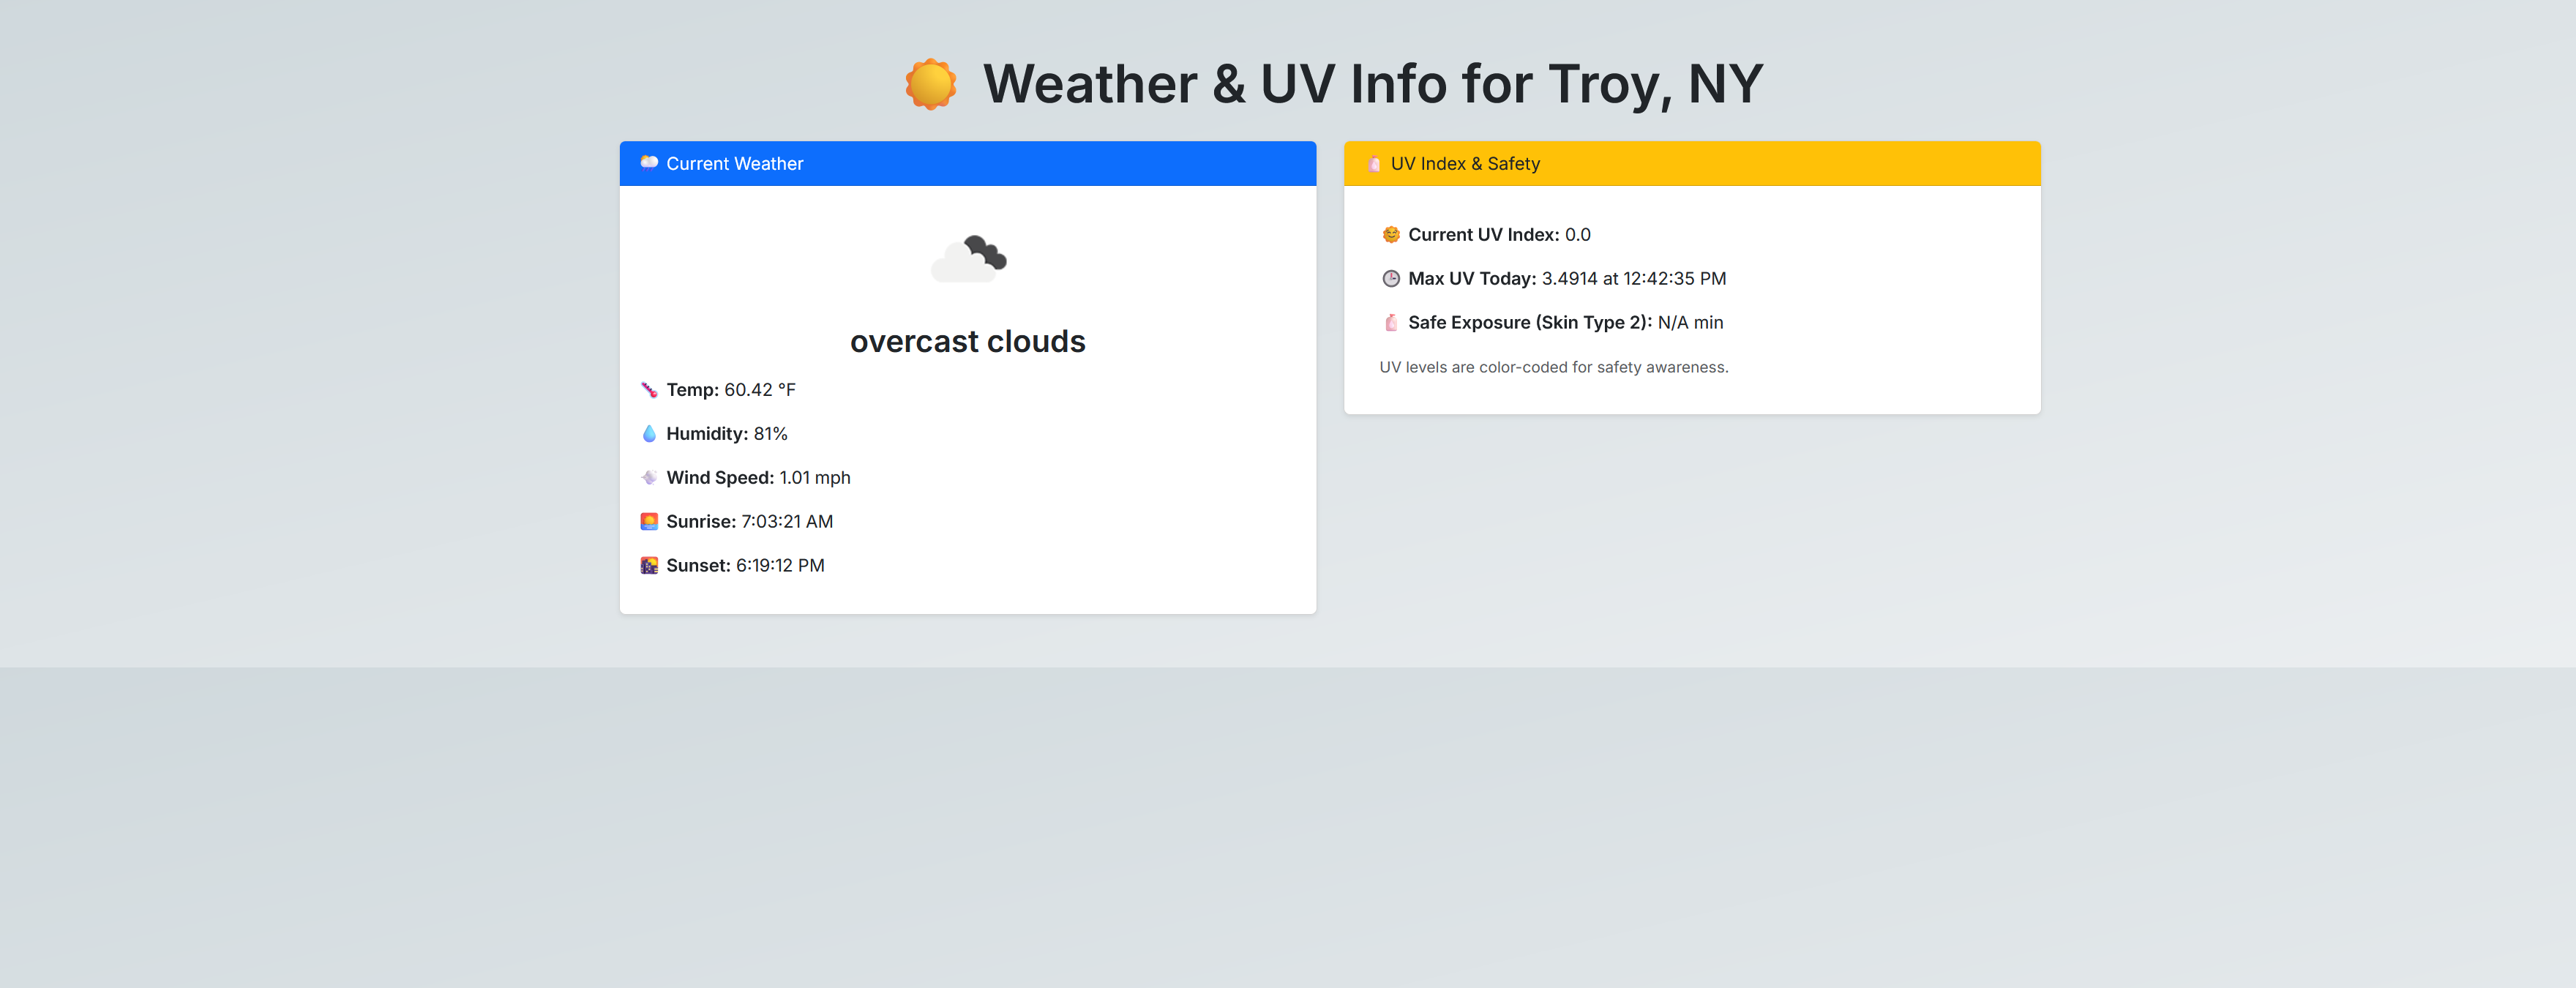 Weather & UV Info for Troy, NY
Current Weather
overcast clouds
Temp: 60.42 °F
Humidity: 81%
Wind Speed: 1.01 mph
Sunrise: 7:03:21 AM
Sunset: 6:19:12 PM
UV Index & Safety
Current UV Index: 0.0
Max UV Today: 3.4914 at 12:42:35 PM
Safe Exposure (Skin Type 2): N/A min
UV levels are color-coded for safety awareness.